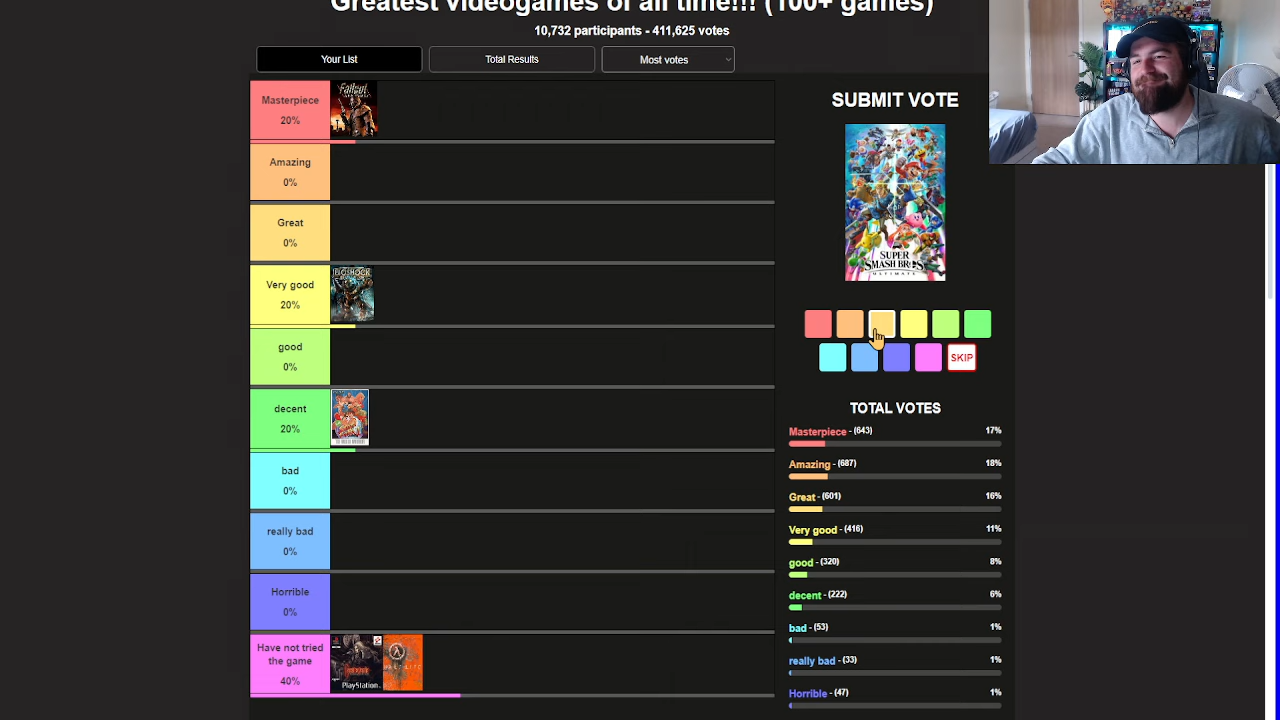 Greatest videogames of all time!!! (100+ games)
10,732 participants - 411,625 votes
Your List
Total Results
Most votes
Masterpiece
20%
Fallout
Amazing
0%
Great
0%
Very good
20%
BIOSHOCK
good
0%
decent
20%
bad
0%
really bad
0%
Horrible
0%
Have not tried
the game
40%
PlayStation
SUBMIT VOTE
SUPER
SMASH BROS.
ULTIMATE
SKIP
TOTAL VOTES
Masterpiece - (643) 17%
Amazing - (687) 18%
Great - (601) 16%
Very good - (416) 11%
good - (320) 8%
decent - (222) 6%
bad - (53) 1%
really bad - (33) 1%
Horrible - (47) 1%